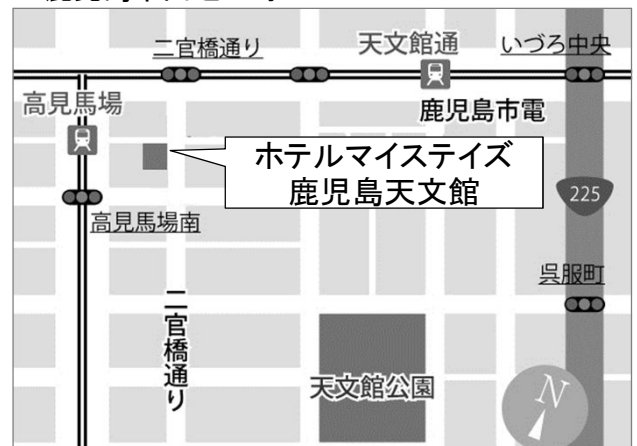 二官橋通り
天文館通
いづろ中央
高見馬場
鹿児島市電
ホテルマイステイズ
鹿児島天文館
225
高見馬場南
呉服町
二官橋通り
天文館公園
N